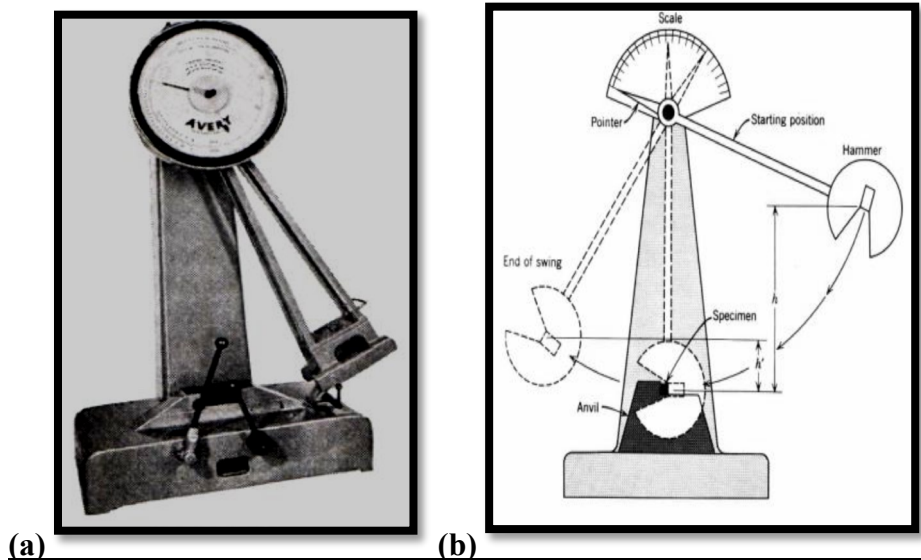 AVERY
Scale
Pointer
Starting position
Hammer
End of swing
h
Specimen
h'
Anvil
(a)
(b)